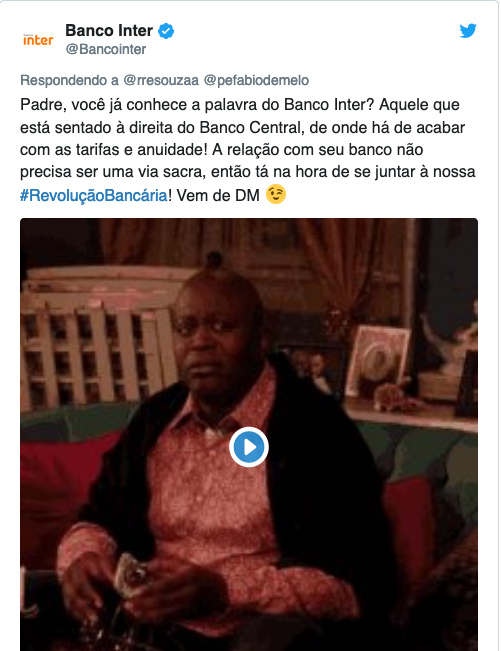 inter
Banco Inter
@Bancointer
Respondendo a @rresouzaa @pefabiodemelo
Padre, você já conhece a palavra do Banco Inter? Aquele que
está sentado à direita do Banco Central, de onde há de acabar
com as tarifas e anuidade! A relação com seu banco não
precisa ser uma via sacra, então tá na hora de se juntar à nossa
#RevoluçãoBancária! Vem de DM 😉